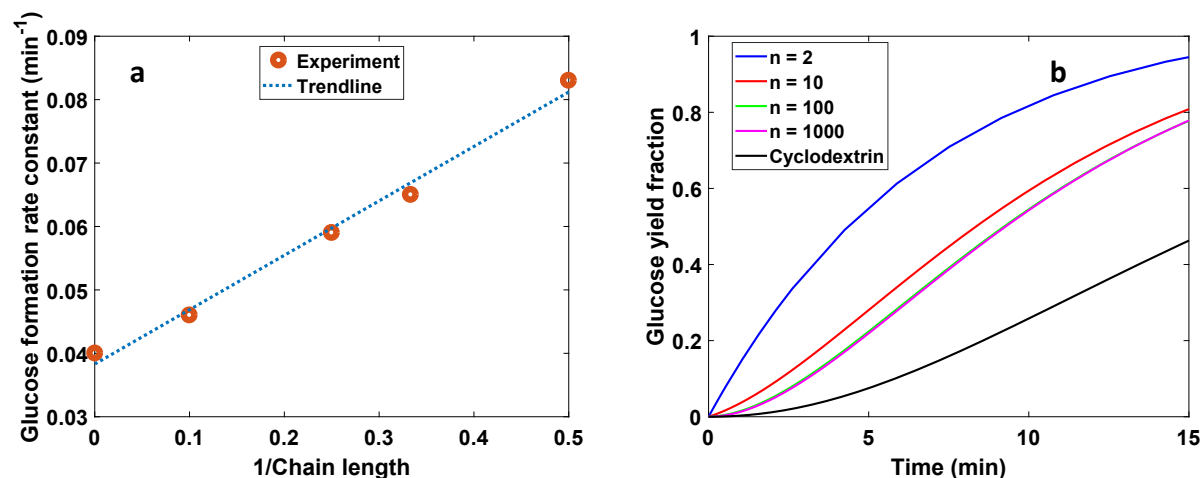 a
Experiment
Trendline
Glucose formation rate constant (min⁻¹)
0.09
0.08
0.07
0.06
0.05
0.04
0.03
0
0.1
0.2
0.3
0.4
0.5
1/Chain length
b
n = 2
n = 10
n = 100
n = 1000
Cyclodextrin
Glucose yield fraction
1
0.8
0.6
0.4
0.2
0
0
5
10
15
Time (min)